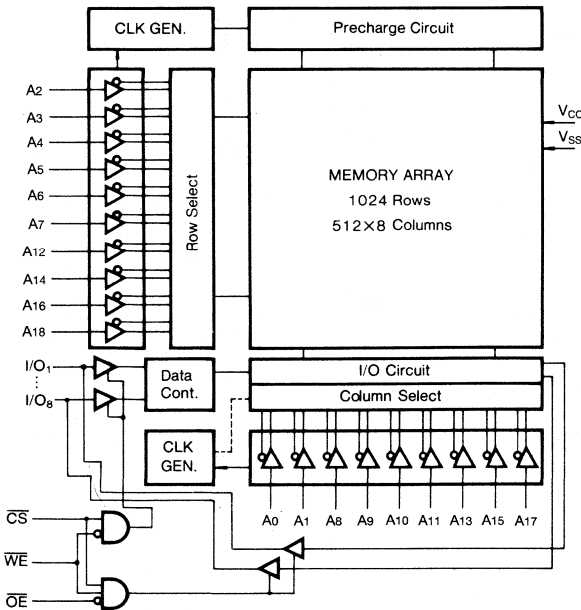 CLK GEN.
Precharge Circuit
A2
A3
A4
A5
A6
A7
A12
A14
A16
A18
Row Select
MEMORY ARRAY
1024 Rows
512×8 Columns
VCC
VSS
I/O1
I/O8
Data
Cont.
I/O Circuit
Column Select
CLK
GEN.
A0 A1 A8 A9 A10 A11 A13 A15 A17
CS
WE
OE